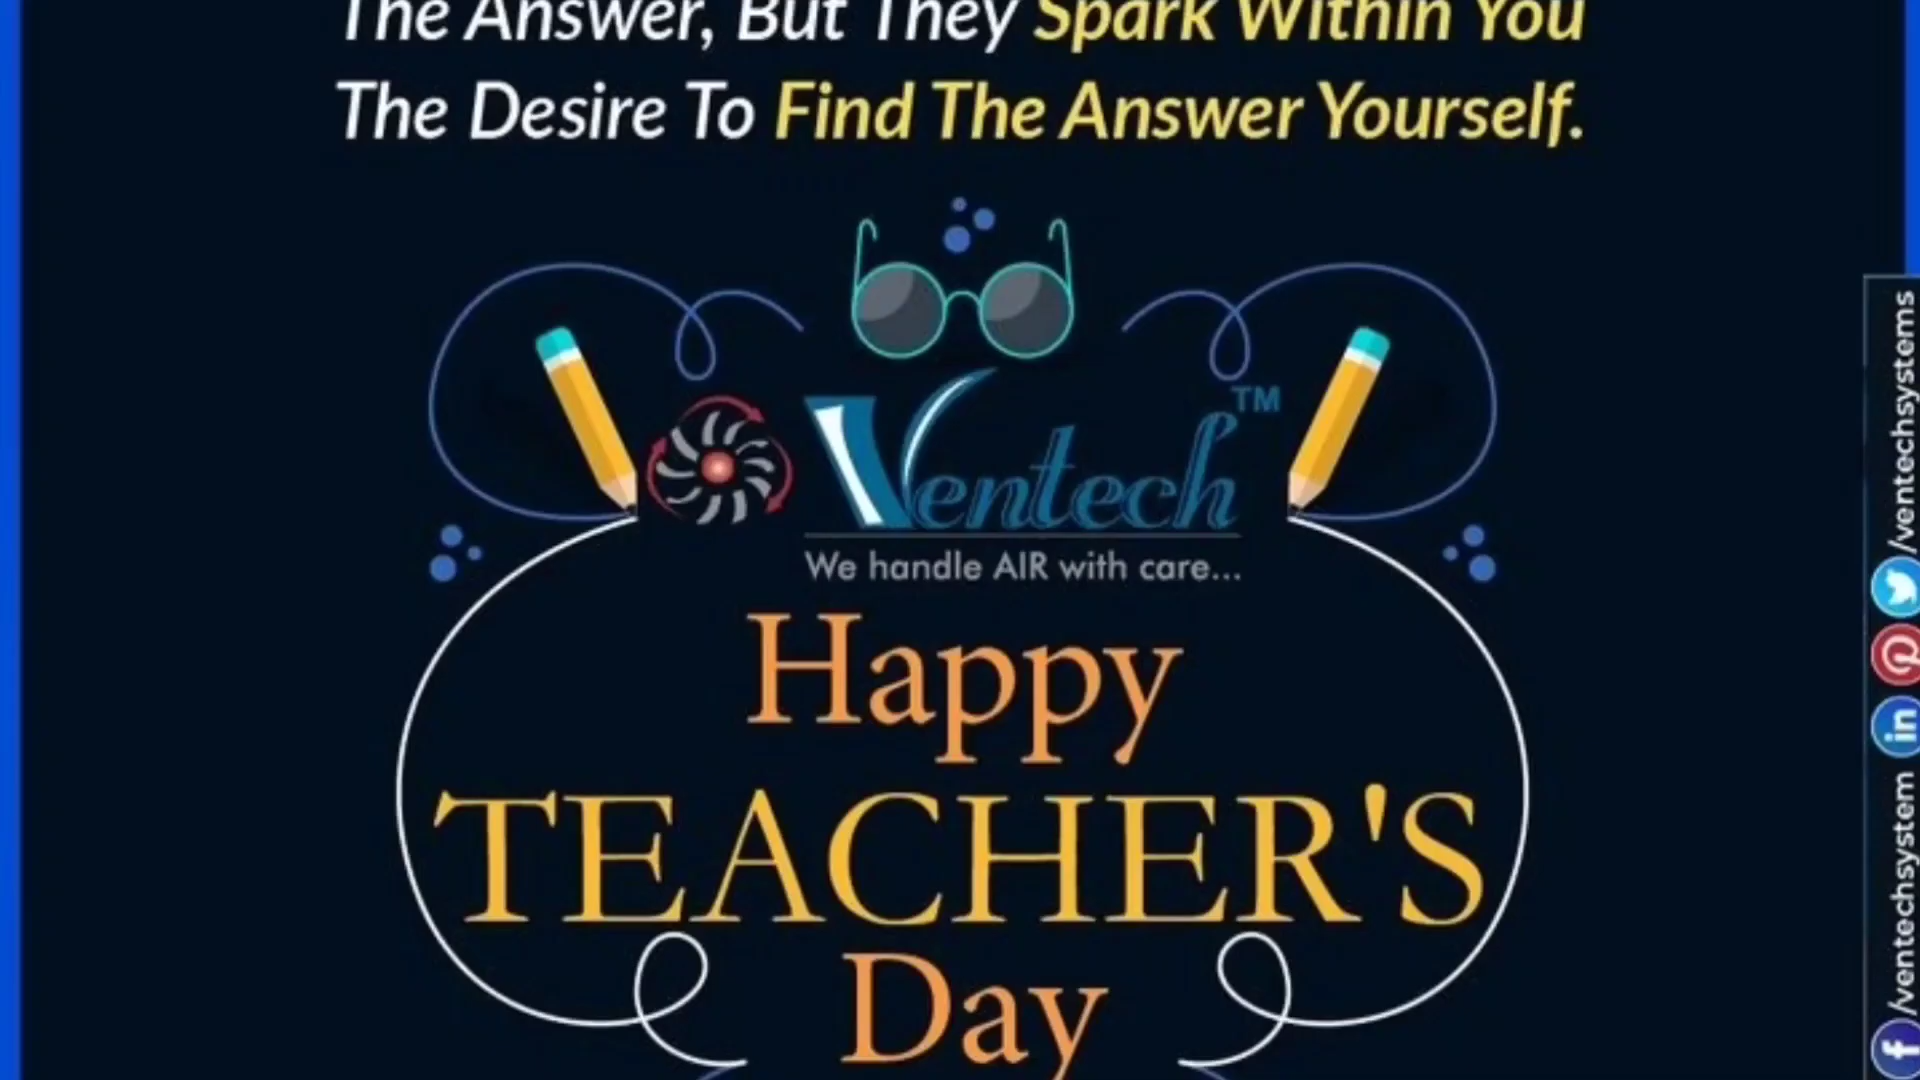 The Answer, But They Spark Within You
The Desire To Find The Answer Yourself.
Ventech™
We handle AIR with care...
Happy
TEACHER'S
Day
/ventechsystems
/ventechsystem